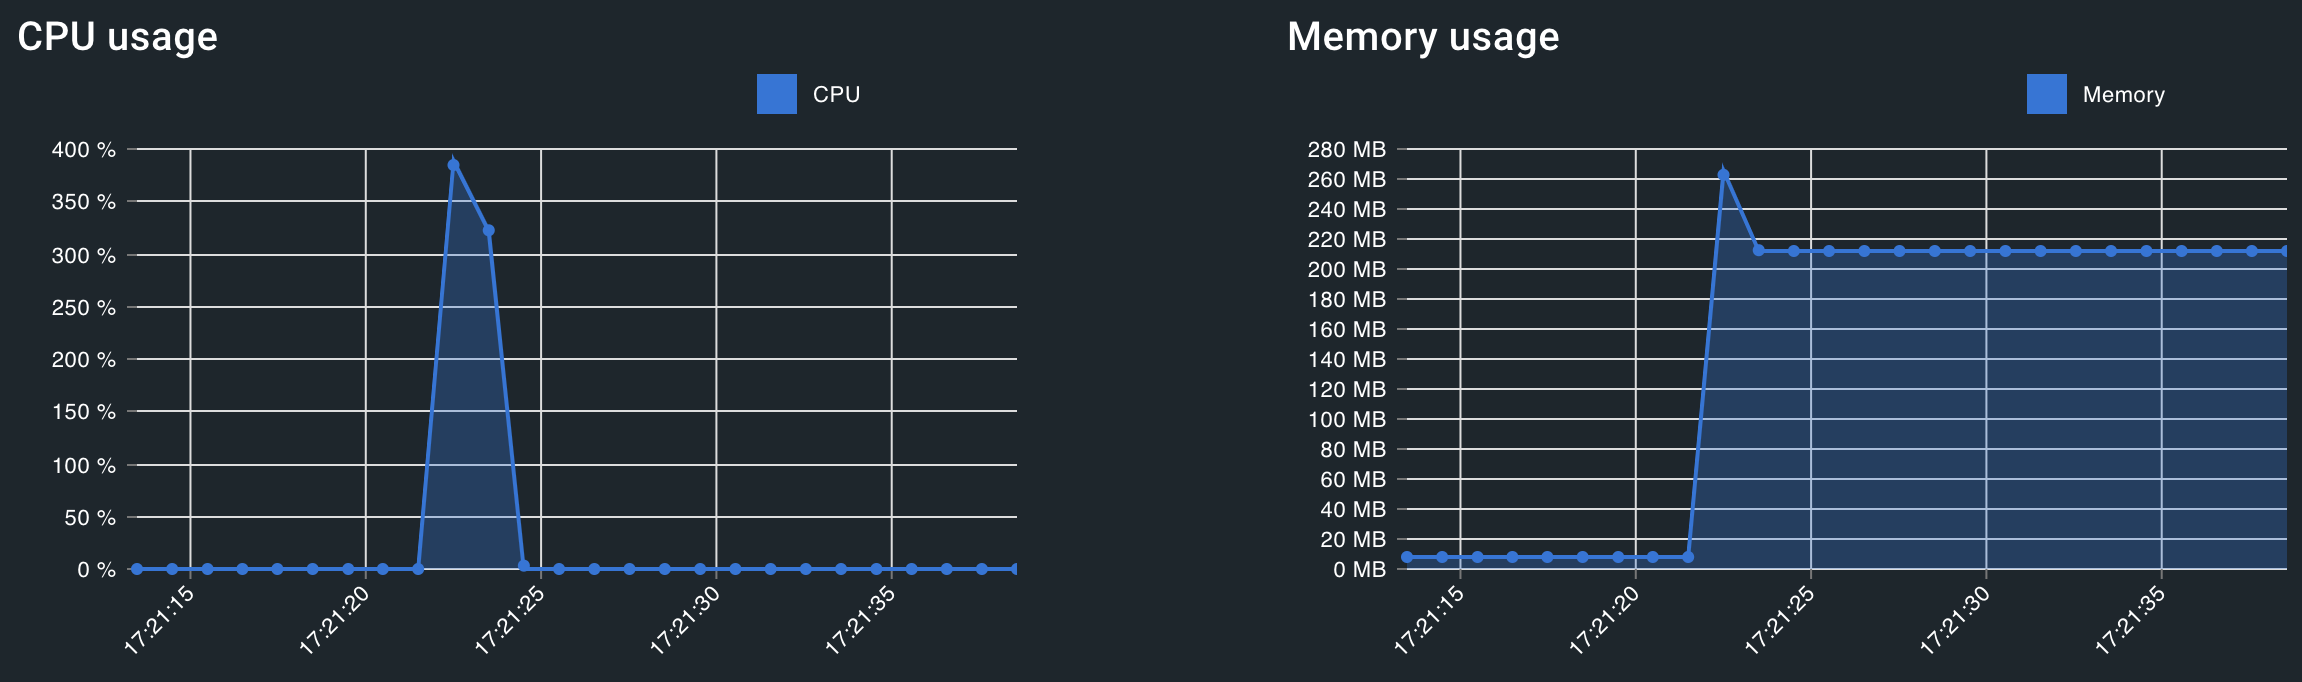 CPU usage
CPU
400 %
350 %
300 %
250 %
200 %
150 %
100 %
50 %
0 %
17:21:15
17:21:20
17:21:25
17:21:30
17:21:35
Memory usage
Memory
280 MB
260 MB
240 MB
220 MB
200 MB
180 MB
160 MB
140 MB
120 MB
100 MB
80 MB
60 MB
40 MB
20 MB
0 MB
17:21:15
17:21:20
17:21:25
17:21:30
17:21:35